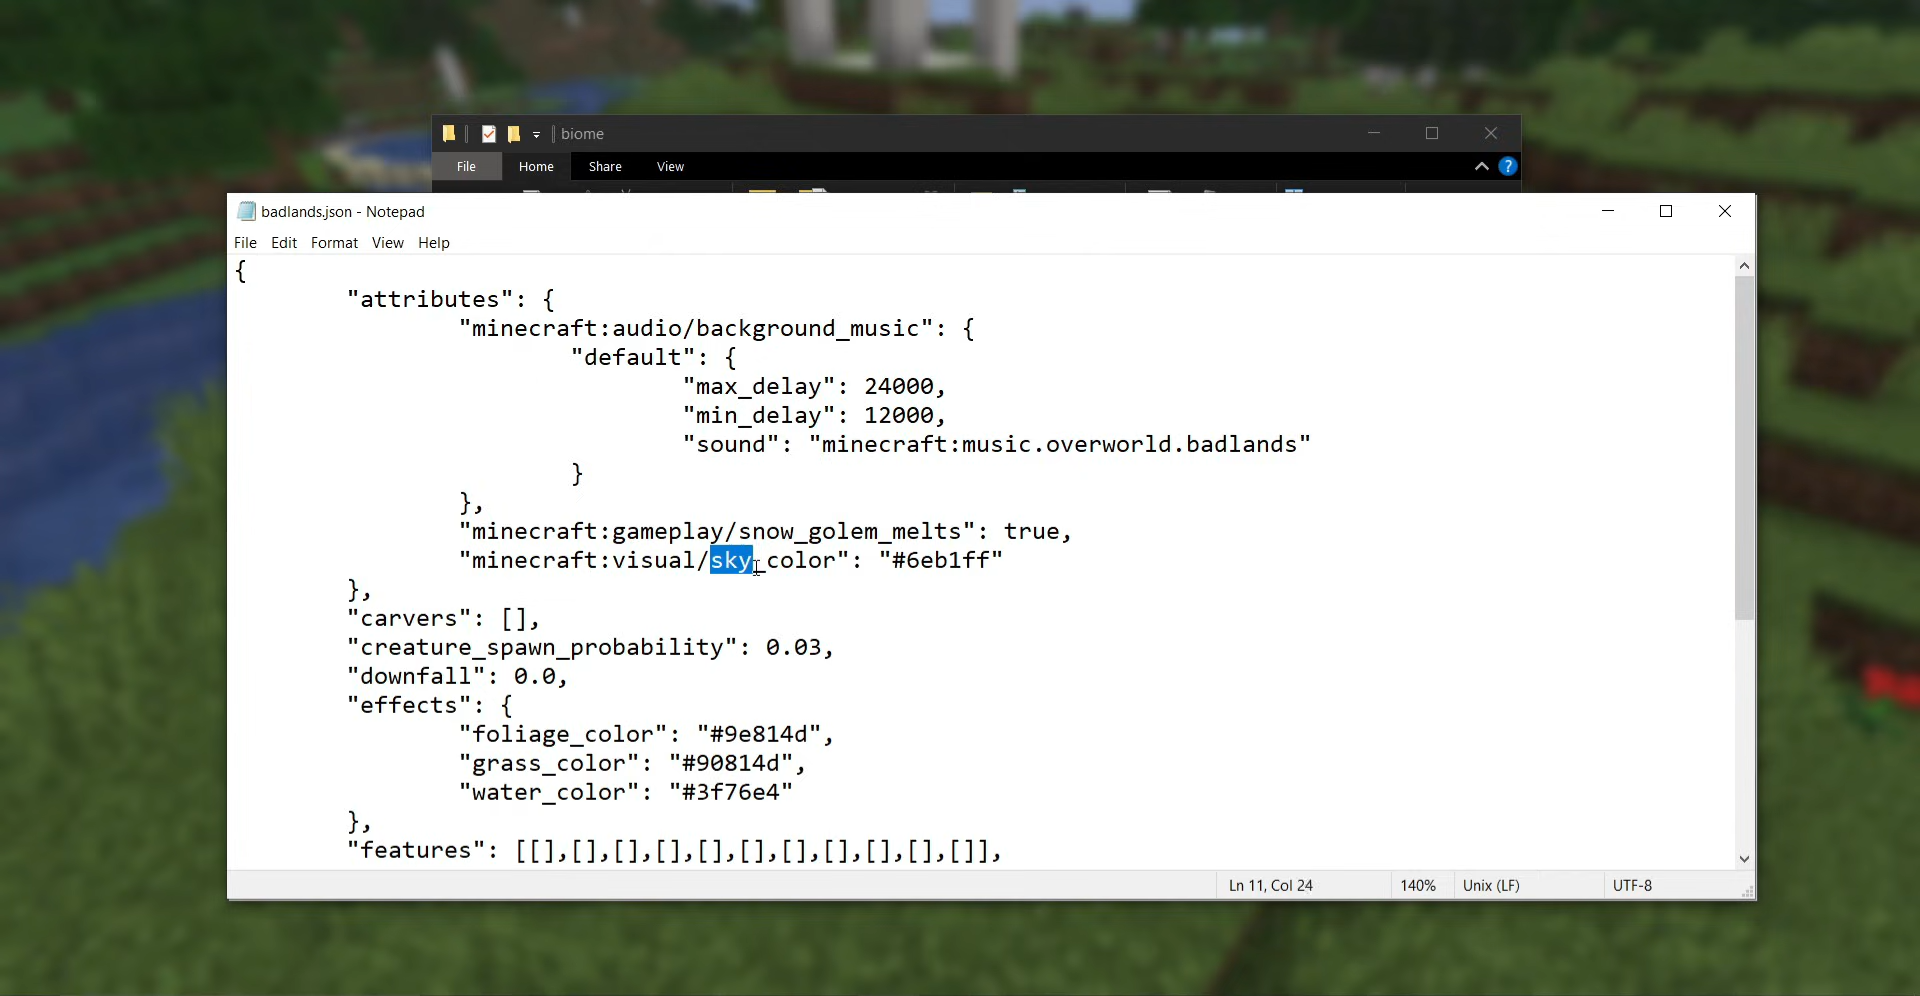 biome
File Home Share View
?
badlands.json - Notepad
File Edit Format View Help
{
"attributes": {
"minecraft:audio/background_music": {
"default": {
"max_delay": 24000,
"min_delay": 12000,
"sound": "minecraft:music.overworld.badlands"
}
},
"minecraft:gameplay/snow_golem_melts": true,
"minecraft:visual/sky_color": "#6eb1ff"
},
"carvers": [],
"creature_spawn_probability": 0.03,
"downfall": 0.0,
"effects": {
"foliage_color": "#9e814d",
"grass_color": "#90814d",
"water_color": "#3f76e4"
},
"features": [[],[],[],[],[],[],[],[],[],[],[]],
Ln 11, Col 24 140% Unix (LF) UTF-8